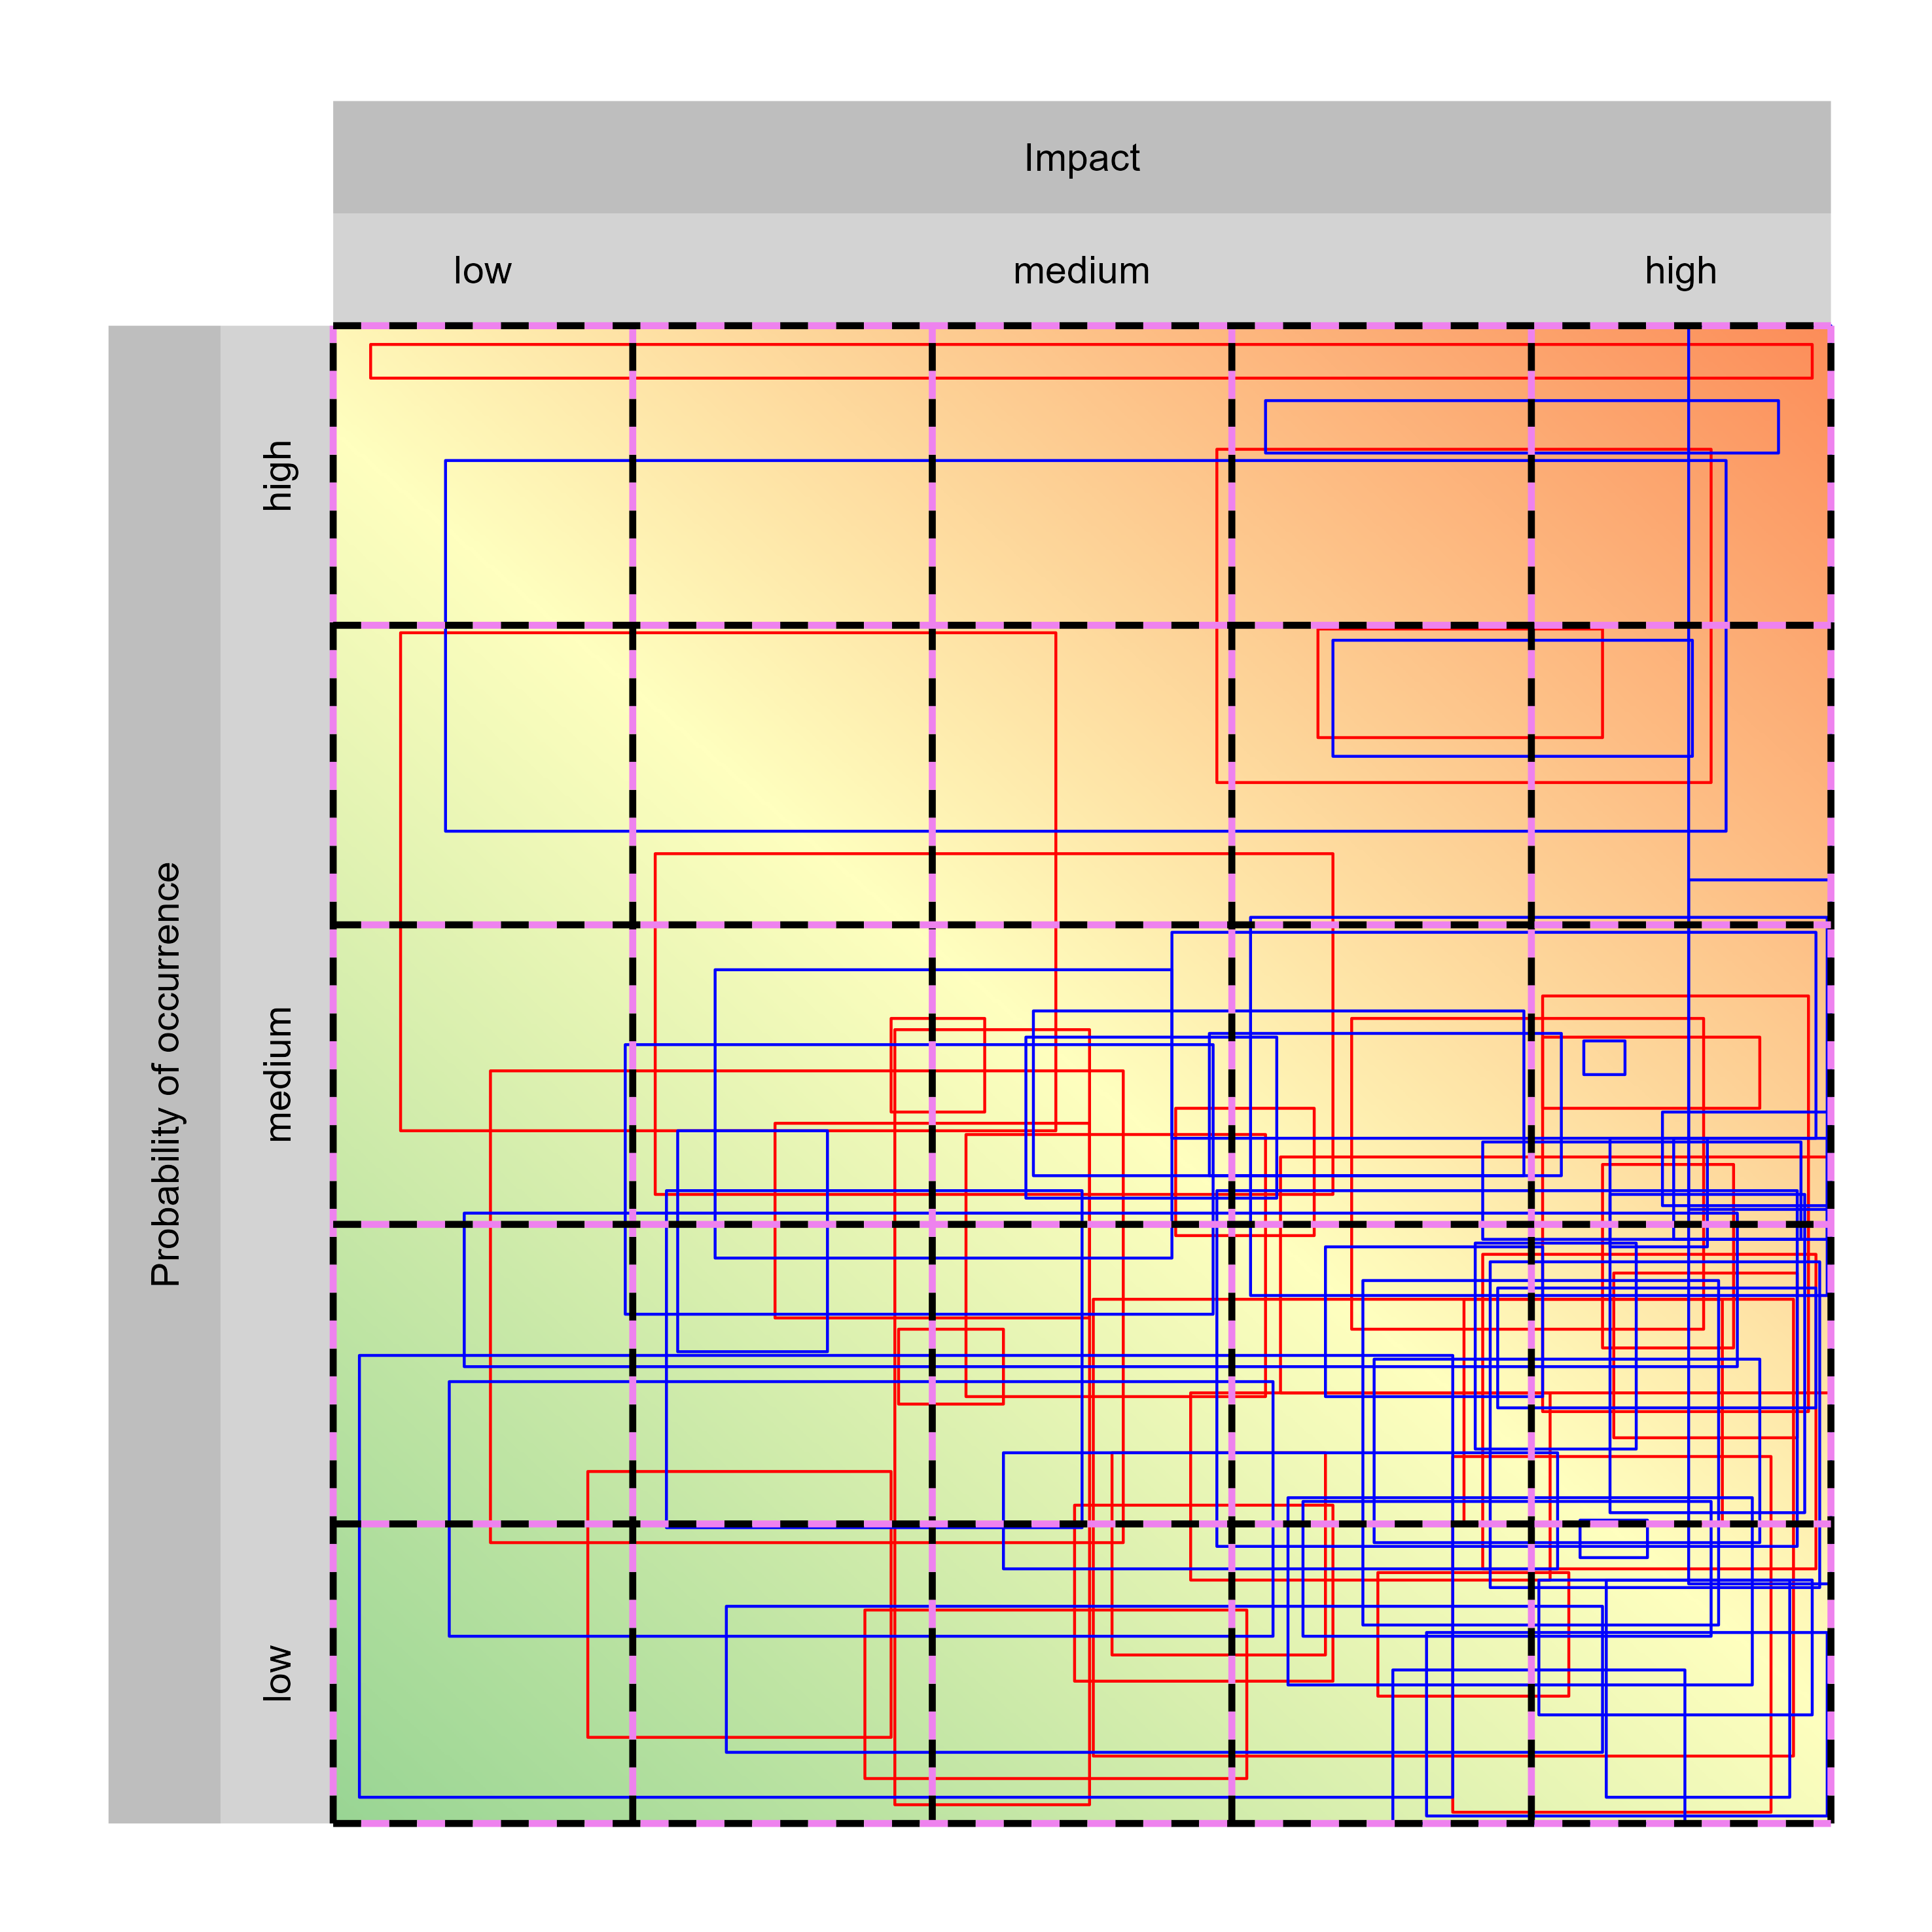 Impact
low medium high
Probability of occurrence
high
medium
low